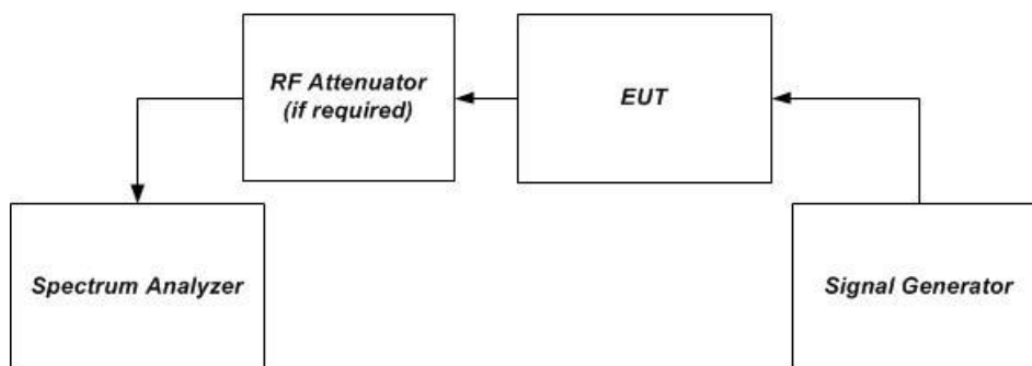 RF Attenuator
(if required)
EUT
Spectrum Analyzer
Signal Generator